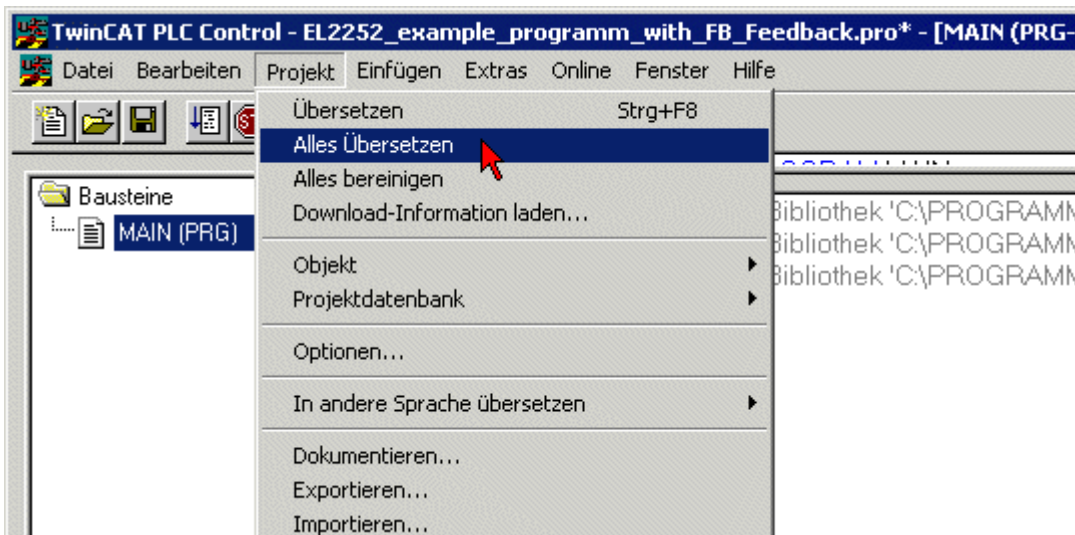 TwinCAT PLC Control - EL2252_example_programm_with_FB_Feedback.pro* - [MAIN (PRG-
Datei Bearbeiten Projekt Einfügen Extras Online Fenster Hilfe
Übersetzen Strg+F8
Alles Übersetzen
Alles bereinigen
Download-Information laden...
Objekt
Projektdatenbank
Optionen...
In andere Sprache übersetzen
Dokumentieren...
Exportieren...
Importieren...
Bausteine
MAIN (PRG)
Bibliothek 'C:\PROGRAMM
Bibliothek 'C:\PROGRAMM
Bibliothek 'C:\PROGRAMM